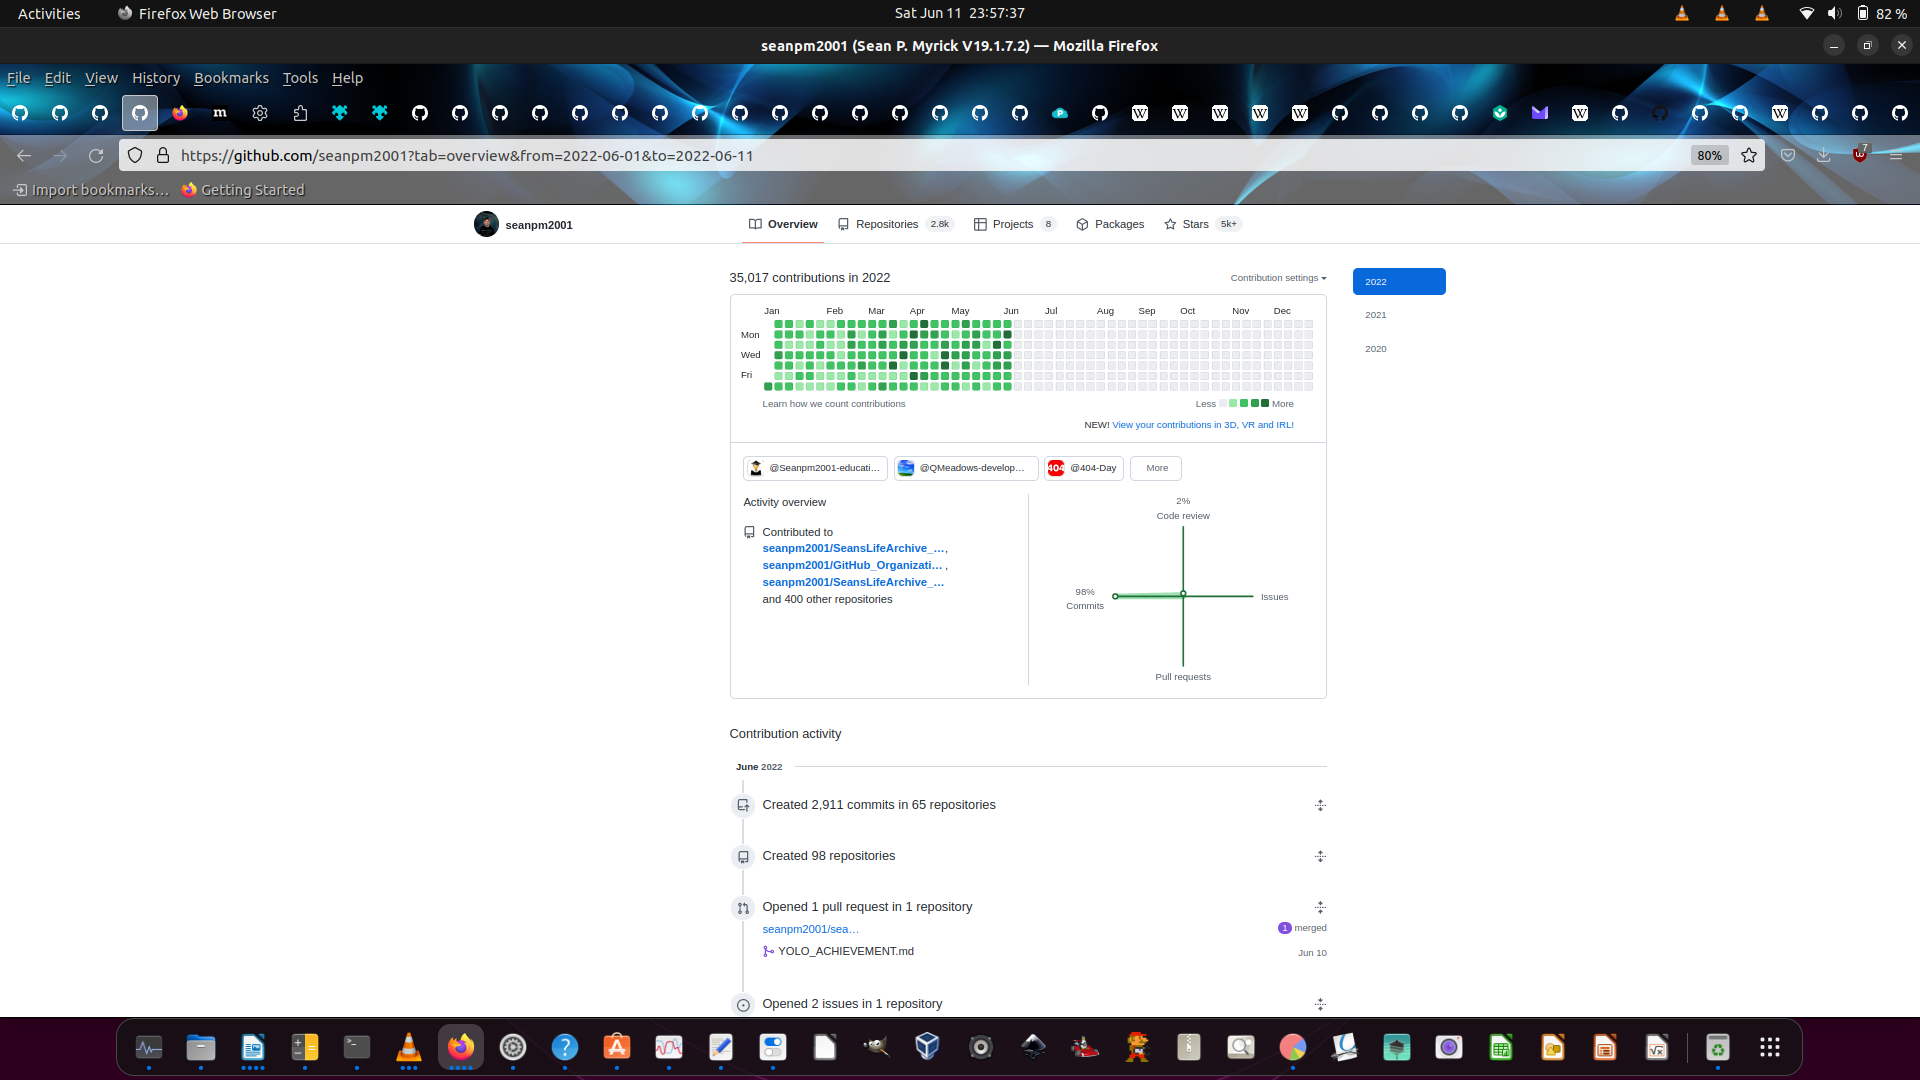 Activities Firefox Web Browser Sat Jun 11 23:57:37 82 %
seanpm2001 (Sean P. Myrick V19.1.7.2) — Mozilla Firefox
File Edit View History Bookmarks Tools Help
https://github.com/seanpm2001?tab=overview&from=2022-06-01&to=2022-06-11 80% 7
Import bookmarks… Getting Started
seanpm2001 Overview Repositories 2.8k Projects 8 Packages Stars 5k+
35,017 contributions in 2022 Contribution settings 2022
2021
2020
Jan Feb Mar Apr May Jun Jul Aug Sep Oct Nov Dec
Mon
Wed
Fri
Learn how we count contributions Less More
NEW! View your contributions in 3D, VR and IRL!
@Seanpm2001-educati… @QMeadows-develop… 404 @404-Day More
Activity overview
Contributed to
seanpm2001/SeansLifeArchive_…,
seanpm2001/GitHub_Organizati… ,
seanpm2001/SeansLifeArchive_…
and 400 other repositories
2%
Code review
98%
Commits
Issues
Pull requests
Contribution activity
June 2022
Created 2,911 commits in 65 repositories
Created 98 repositories
Opened 1 pull request in 1 repository
seanpm2001/sea… 1 merged
YOLO_ACHIEVEMENT.md Jun 10
Opened 2 issues in 1 repository